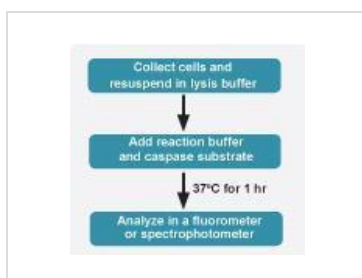 Collect cells and
resuspend in lysis buffer
Add reaction buffer
and caspase substrate
37ºC for 1 hr
Analyze in a fluorometer
or spectrophotometer